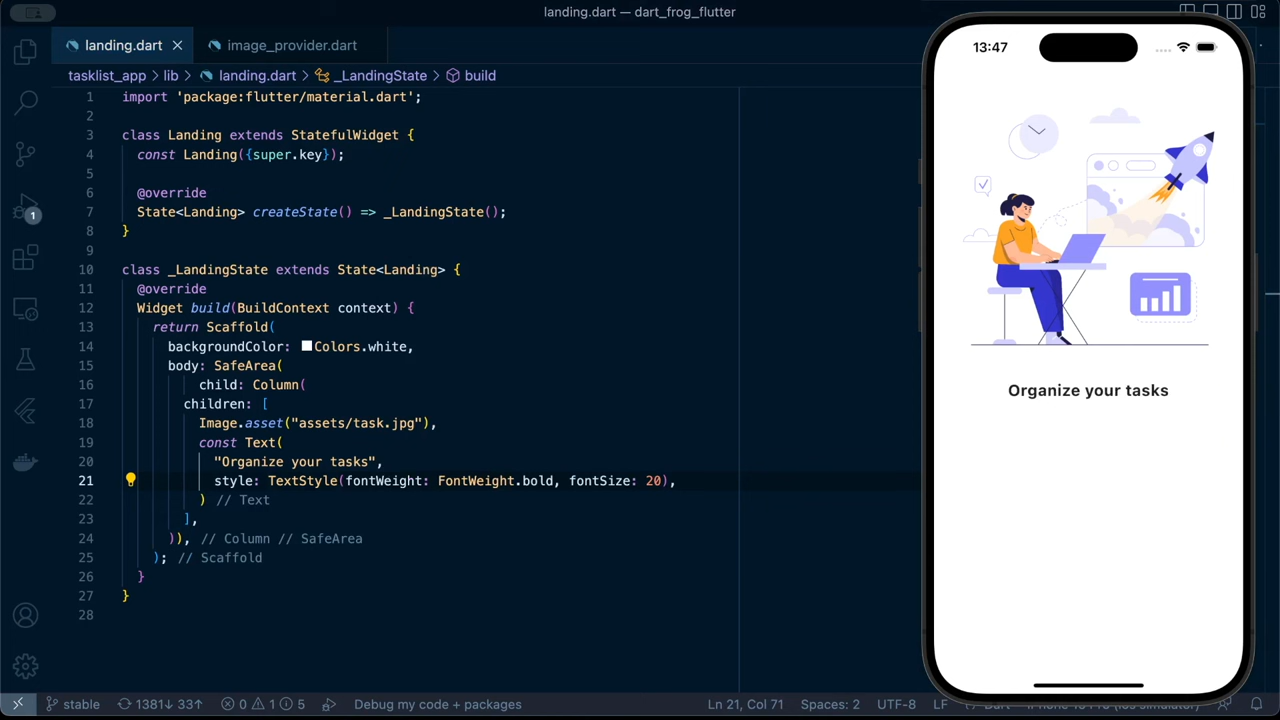 landing.dart — dart_frog_flutter
landing.dart
image_provider.dart
tasklist_app > lib > landing.dart > _LandingState > build
1 import 'package:flutter/material.dart';
2
3 class Landing extends StatefulWidget {
4 const Landing({super.key});
5
6 @override
7 State<Landing> createState() => _LandingState();
8 }
9
10 class _LandingState extends State<Landing> {
11 @override
12 Widget build(BuildContext context) {
13 return Scaffold(
14 backgroundColor: Colors.white,
15 body: SafeArea(
16 child: Column(
17 children: [
18 Image.asset("assets/task.jpg"),
19 const Text(
20 "Organize your tasks",
21 style: TextStyle(fontWeight: FontWeight.bold, fontSize: 20),
22 ) // Text
23 ],
24 )), // Column // SafeArea
25 ); // Scaffold
26 }
27 }
28
1
13:47
Organize your tasks
stable 1381↓ 33↑ 0 1 5 Debug my code + packages Ln 21, Col 71 Spaces: 2 UTF-8 LF